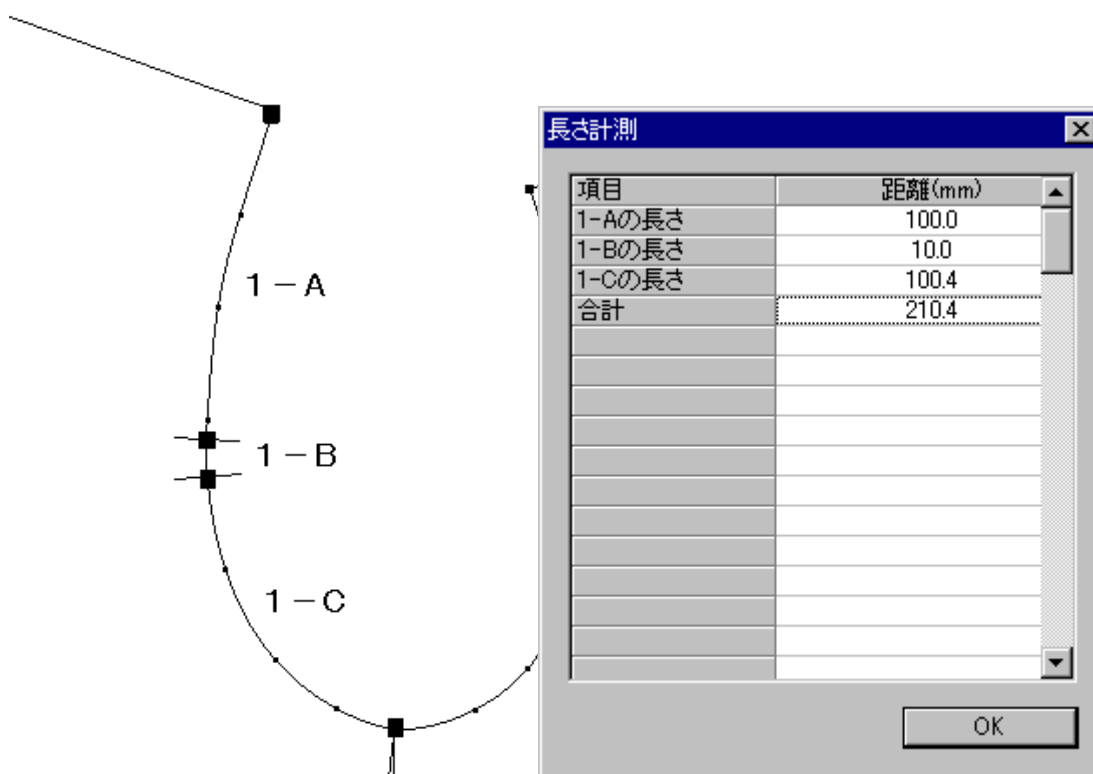 1-A
1-B
1-C
長さ計測
項目 距離(mm)
1-Aの長さ 100.0
1-Bの長さ 10.0
1-Cの長さ 100.4
合計 210.4
OK